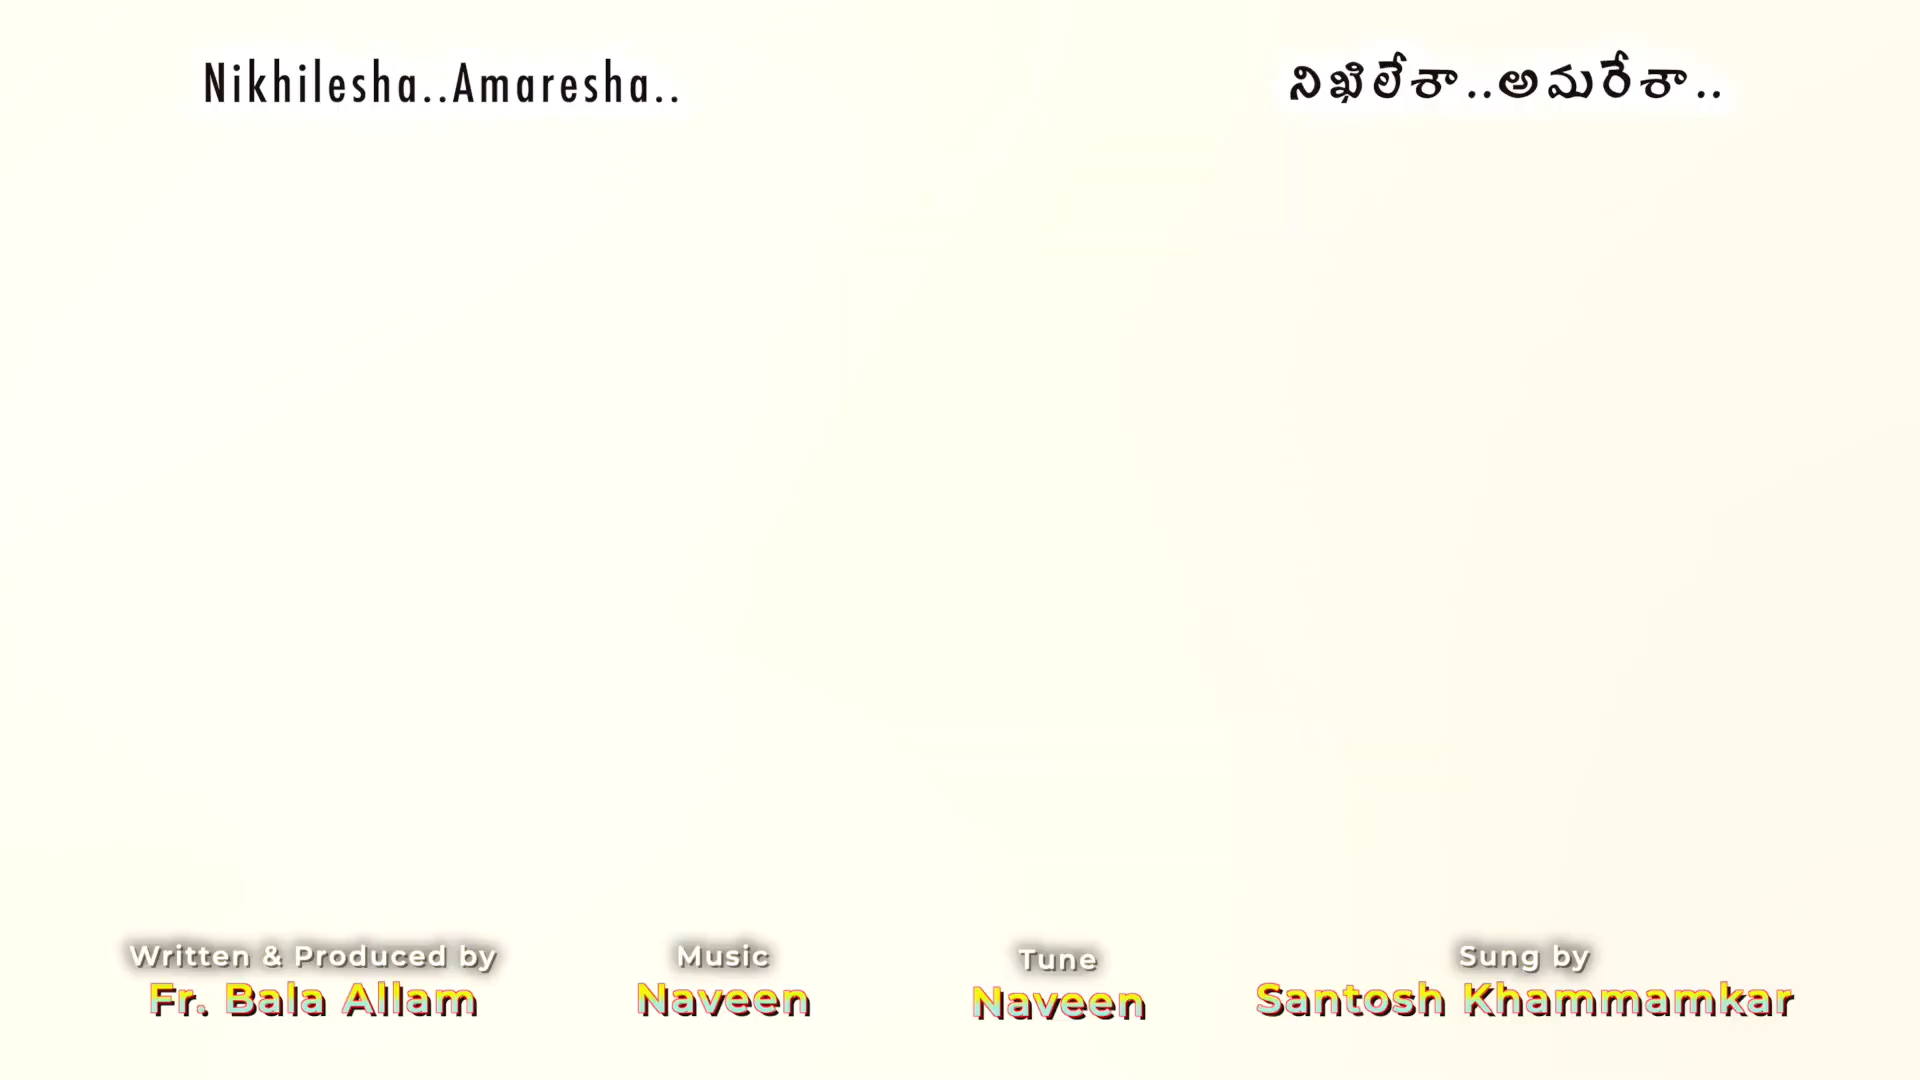 Nikhilesha..Amaresha..
నిఖిలేశా..అమరేశా..
Written & Produced by
Fr. Bala Allam
Music
Naveen
Tune
Naveen
Sung by
Santosh Khammamkar